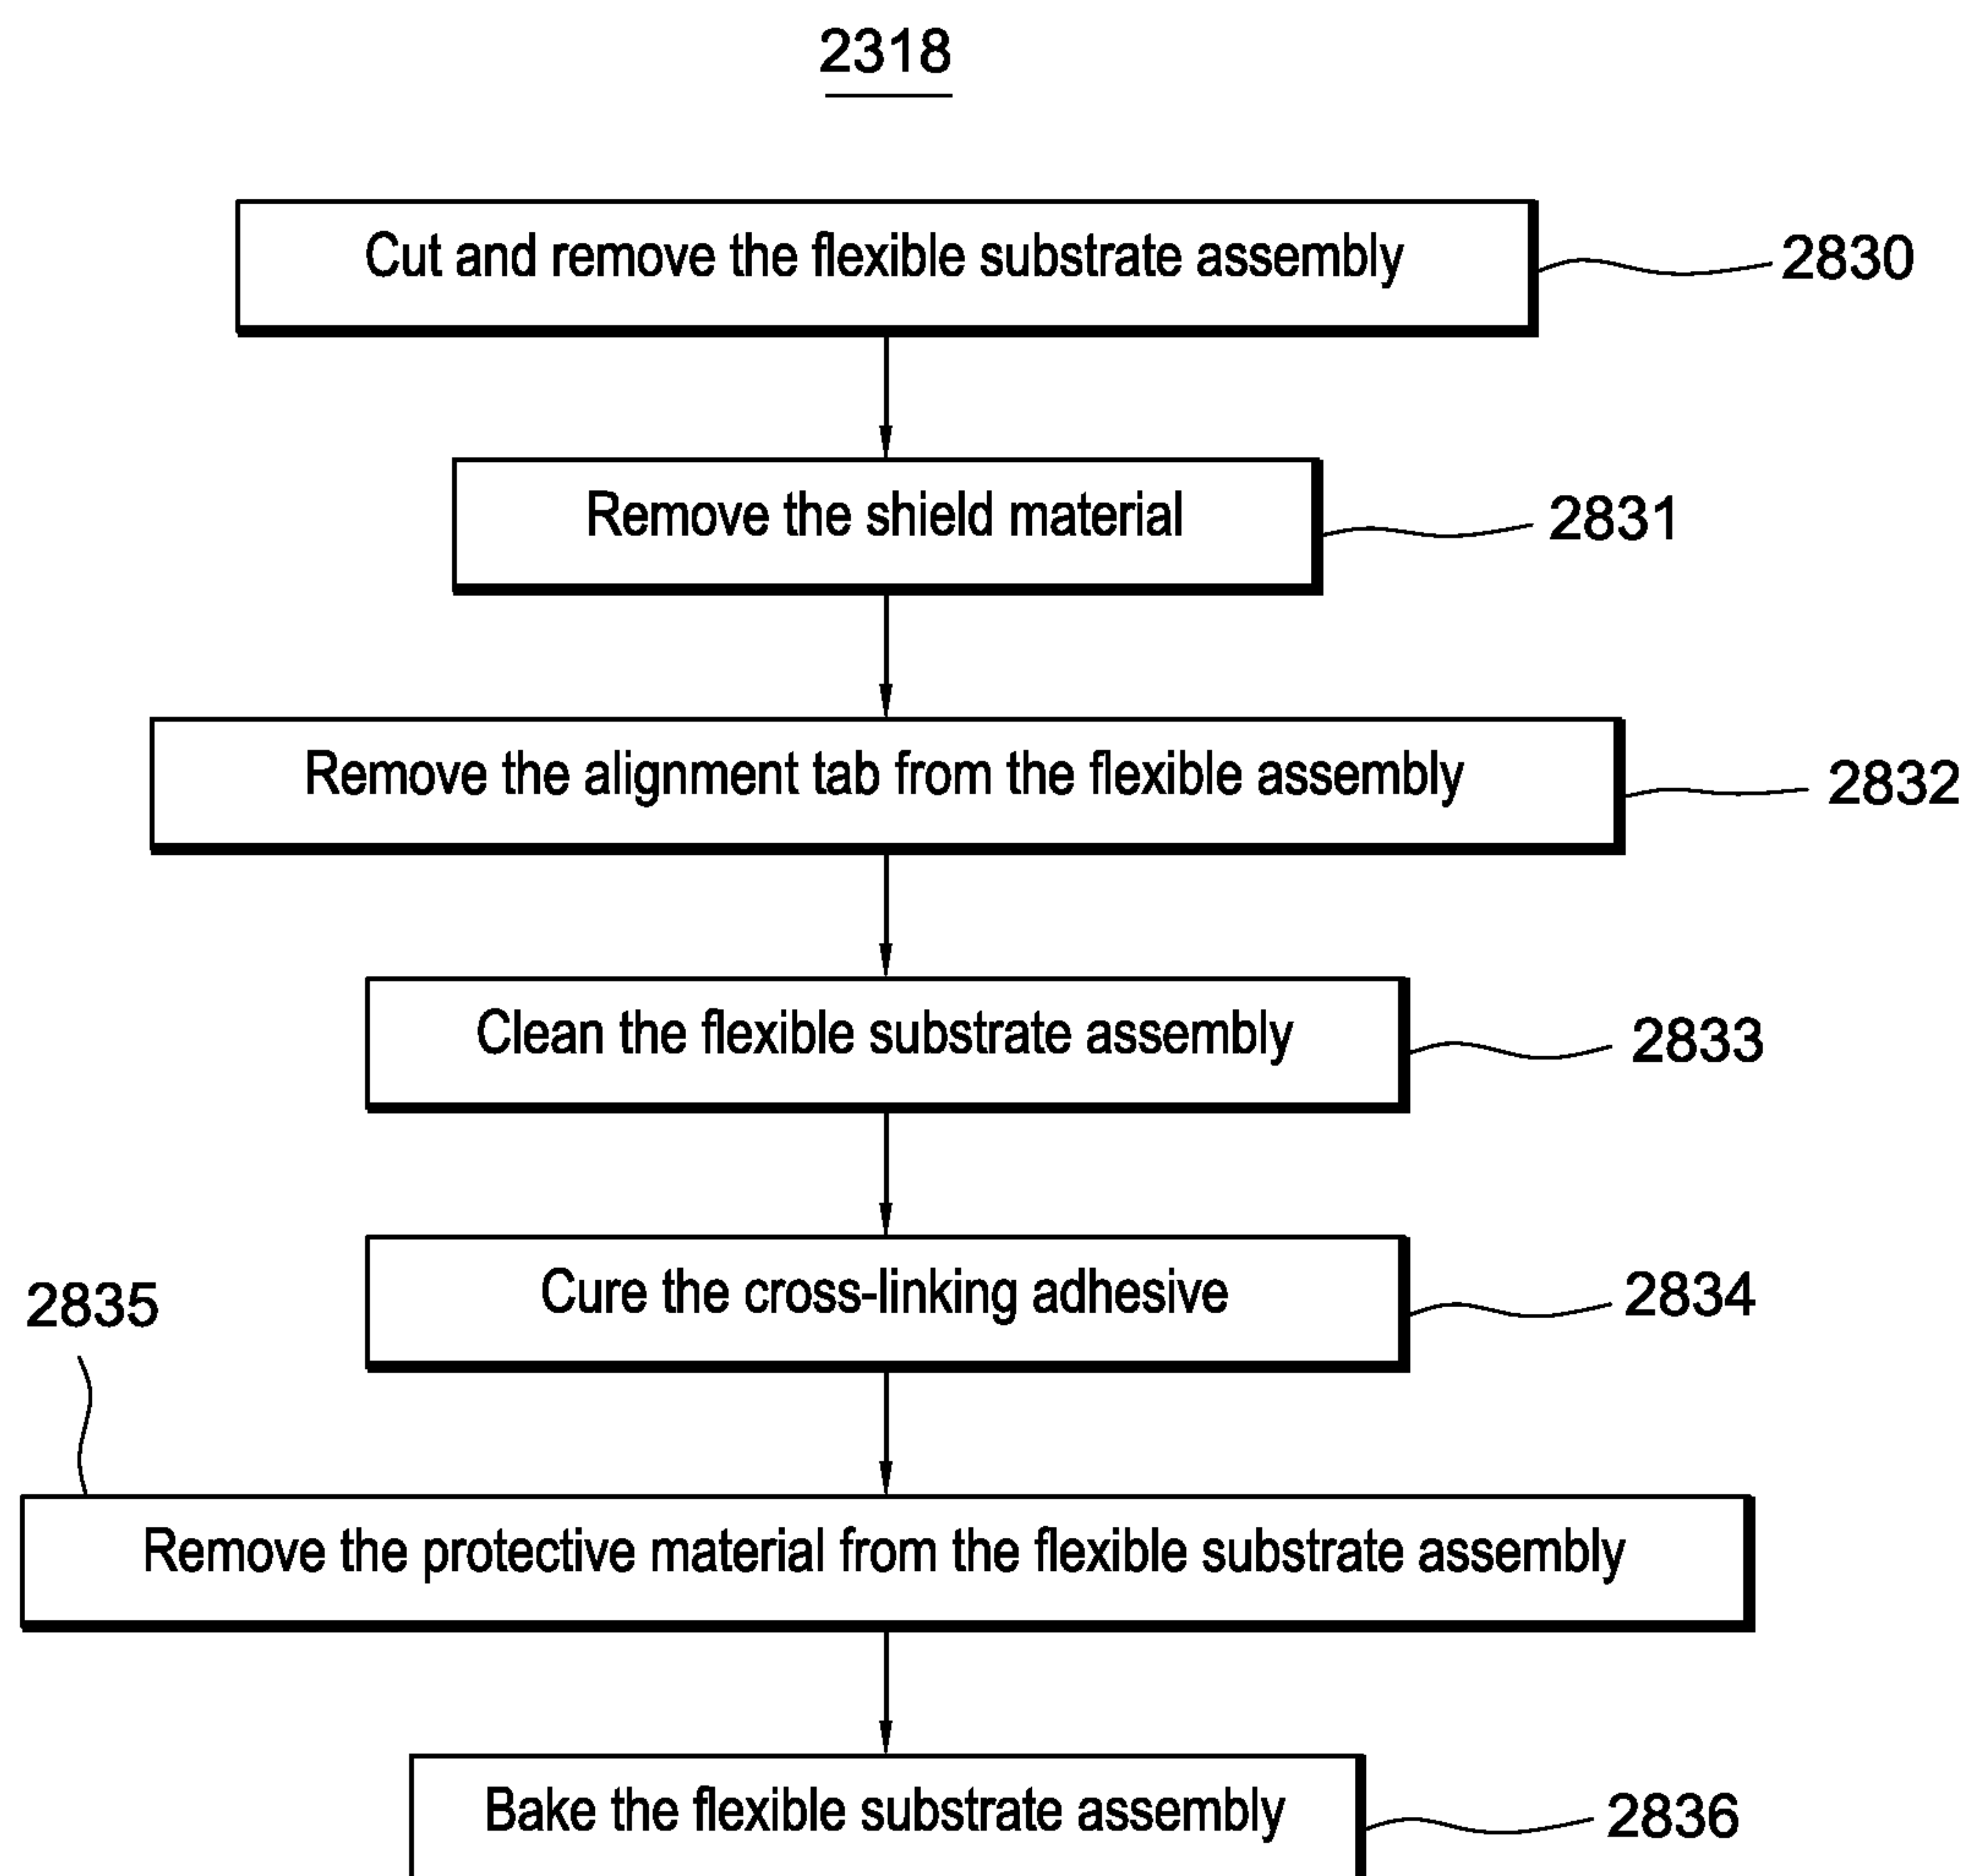 2318
Cut and remove the flexible substrate assembly
2830
Remove the shield material
2831
Remove the alignment tab from the flexible assembly
2832
Clean the flexible substrate assembly
2833
Cure the cross-linking adhesive
2834
2835
Remove the protective material from the flexible substrate assembly
Bake the flexible substrate assembly
2836